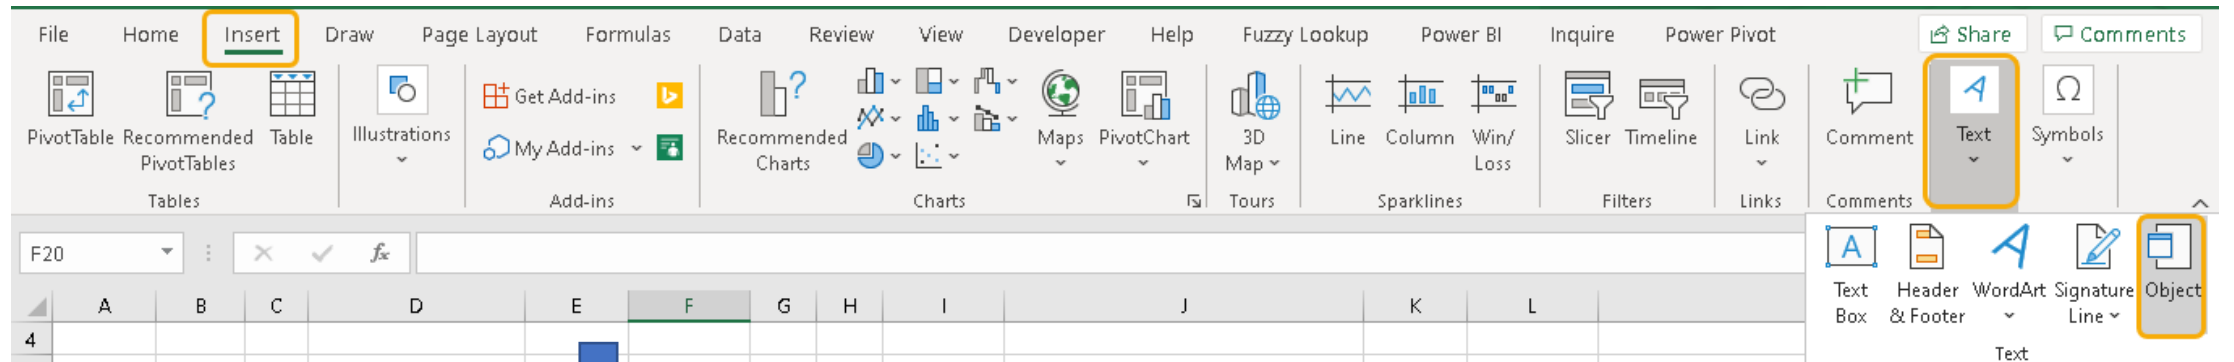 File Home Insert Draw Page Layout Formulas Data Review View Developer Help Fuzzy Lookup Power BI Inquire Power Pivot Share Comments
PivotTable Recommended PivotTables Table
Tables
Illustrations
Get Add-ins
My Add-ins
Add-ins
Recommended Charts
Maps PivotChart
Charts
3D Map
Tours
Line Column Win/Loss
Sparklines
Slicer Timeline
Filters
Link
Links
Comment
Comments
Text
Symbols
Ω
F20 fx
A
Text Box Header & Footer WordArt Signature Line Object
Text
A B C D E F G H I J K L
4